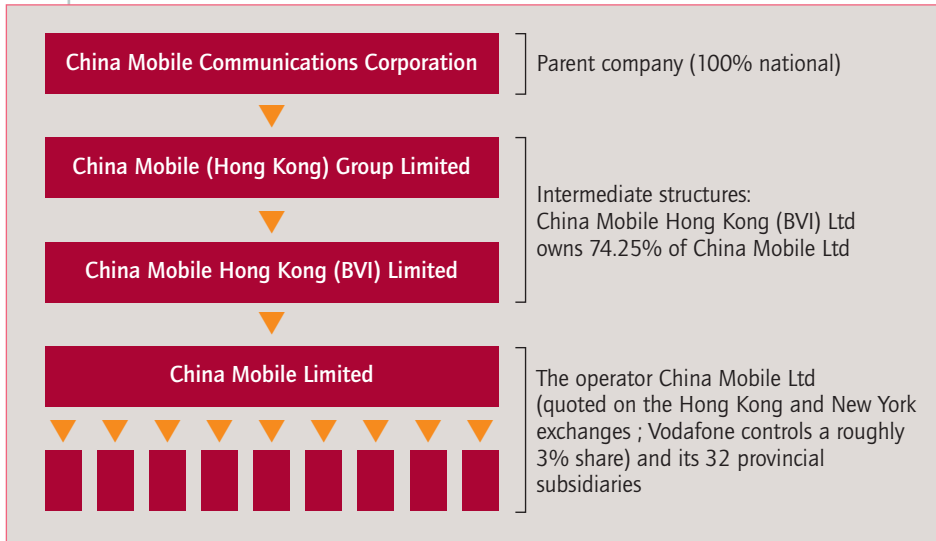 China Mobile Communications Corporation
Parent company (100% national)
China Mobile (Hong Kong) Group Limited
China Mobile Hong Kong (BVI) Limited
Intermediate structures:
China Mobile Hong Kong (BVI) Ltd
owns 74.25% of China Mobile Ltd
China Mobile Limited
The operator China Mobile Ltd
(quoted on the Hong Kong and New York
exchanges ; Vodafone controls a roughly
3% share) and its 32 provincial
subsidiaries